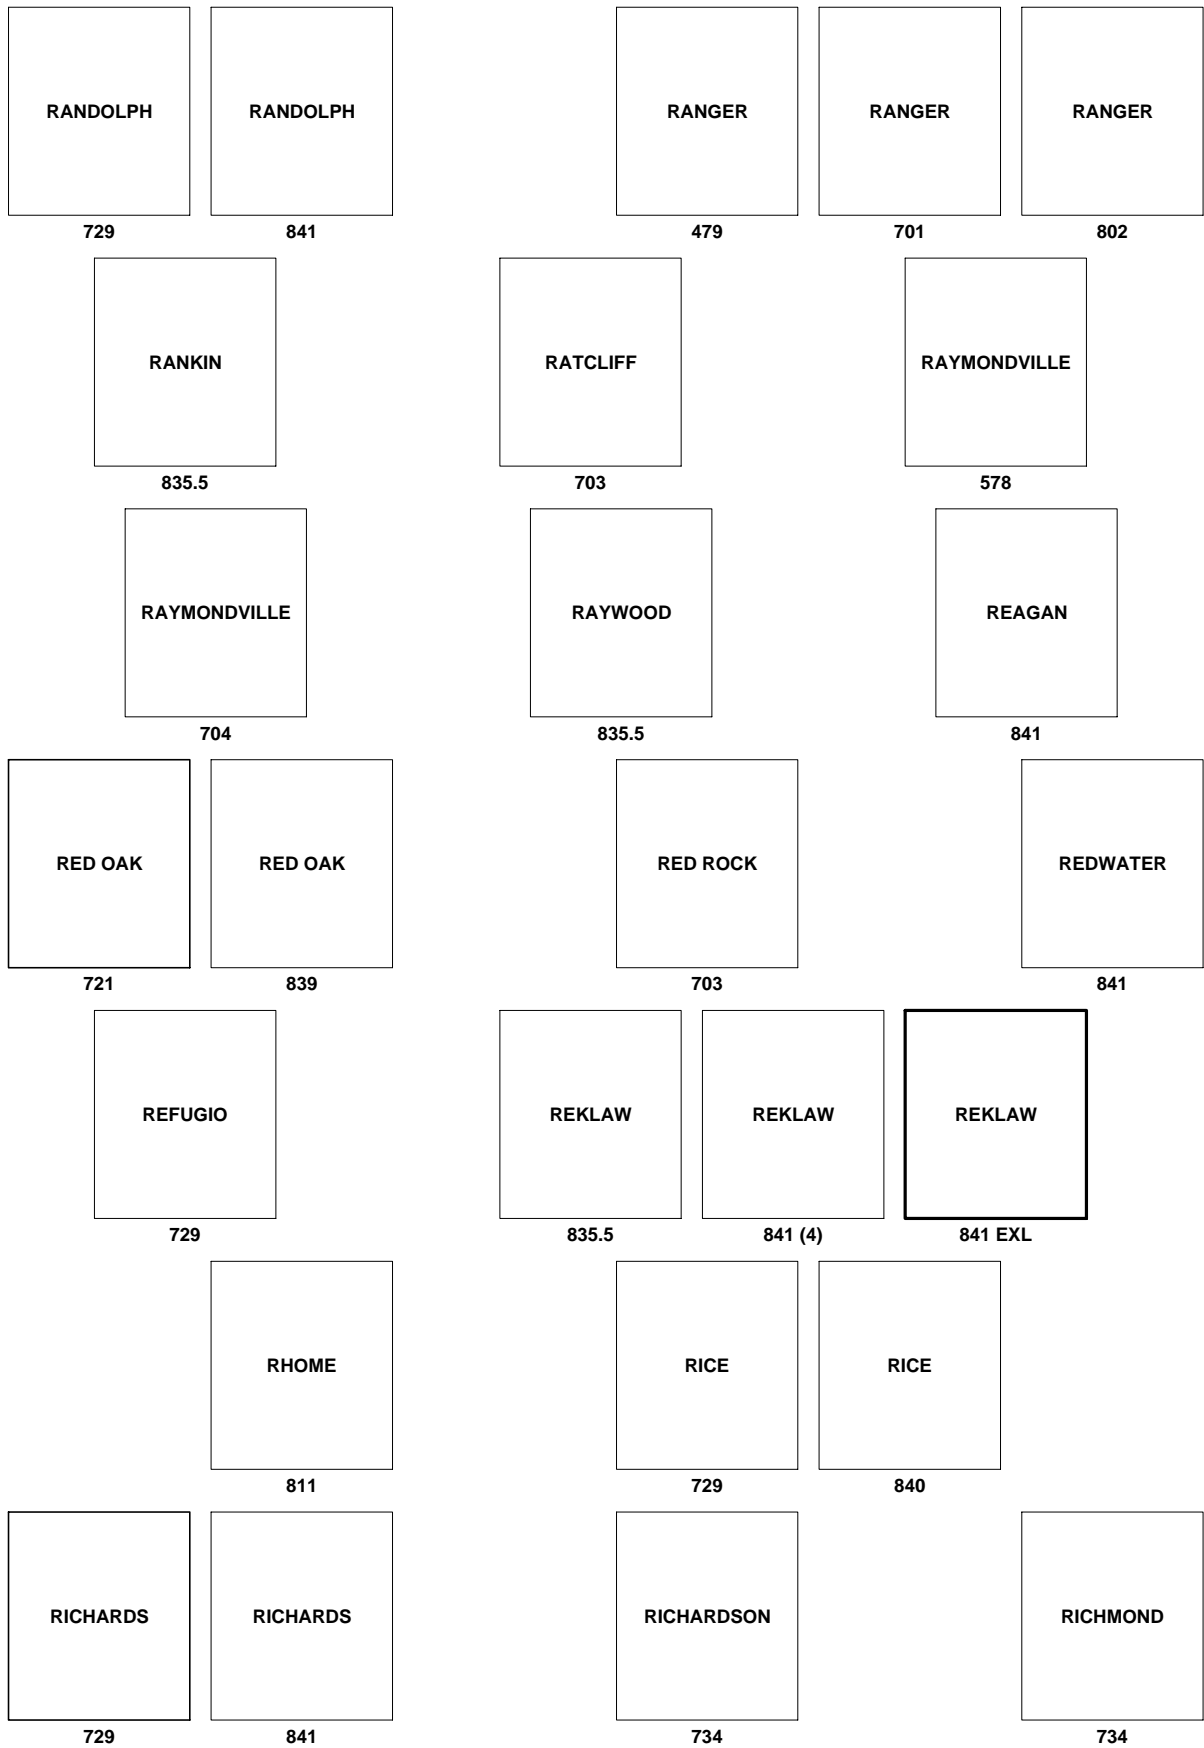 RANDOLPH RANDOLPH RANGER RANGER RANGER
729 841 479 701 802
RANKIN RATCLIFF RAYMONDVILLE
835.5 703 578
RAYMONDVILLE RAYWOOD REAGAN
704 835.5 841
RED OAK RED OAK RED ROCK REDWATER
721 839 703 841
REFUGIO REKLAW REKLAW REKLAW
729 835.5 841 (4) 841 EXL
RHOME RICE RICE
811 729 840
RICHARDS RICHARDS RICHARDSON RICHMOND
729 841 734 734